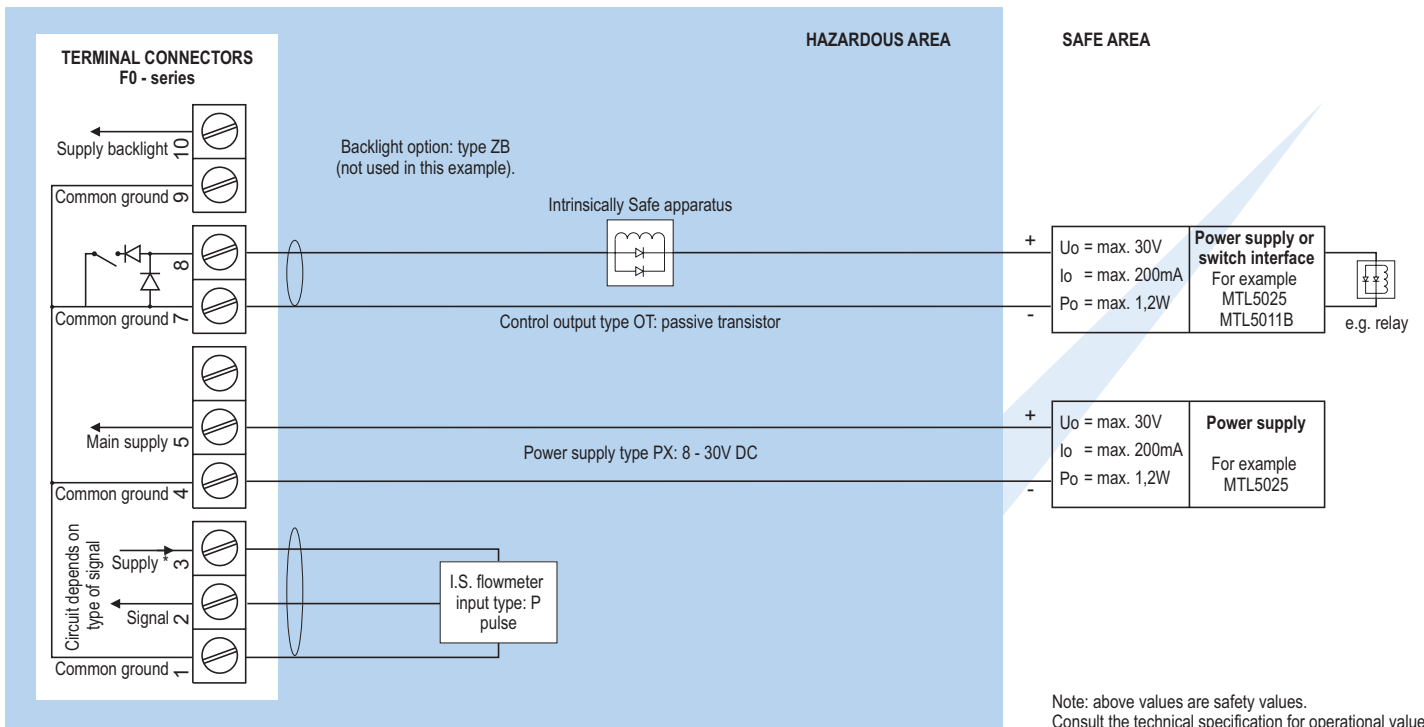 HAZARDOUS AREA
SAFE AREA
TERMINAL CONNECTORS
F0 - series
Supply backlight
10
Common ground
9
8
Common ground
7
Main supply
5
Common ground
4
Circuit depends on
type of signal
Supply *
3
Signal
2
Common ground
1
Backlight option: type ZB
(not used in this example).
Intrinsically Safe apparatus
Control output type OT: passive transistor
Power supply type PX: 8 - 30V DC
I.S. flowmeter
input type: P
pulse
+
-
Uo = max. 30V
Io = max. 200mA
Po = max. 1,2W
Power supply or
switch interface
For example
MTL5025
MTL5011B
e.g. relay
+
-
Uo = max. 30V
Io = max. 200mA
Po = max. 1,2W
Power supply
For example
MTL5025
Note: above values are safety values.
Consult the technical specification for operational value